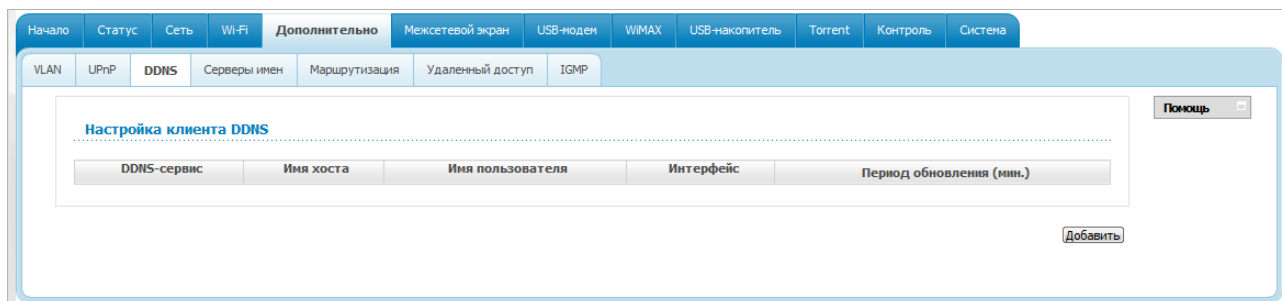 Начало Статус Сеть Wi-Fi Дополнительно Межсетевой экран USB-модем WiMAX USB-накопитель Torrent Контроль Система
VLAN UPnP DDNS Серверы имен Маршрутизация Удаленный доступ IGMP
Помощь
Настройка клиента DDNS
DDNS-сервис Имя хоста Имя пользователя Интерфейс Период обновления (мин.)
Добавить